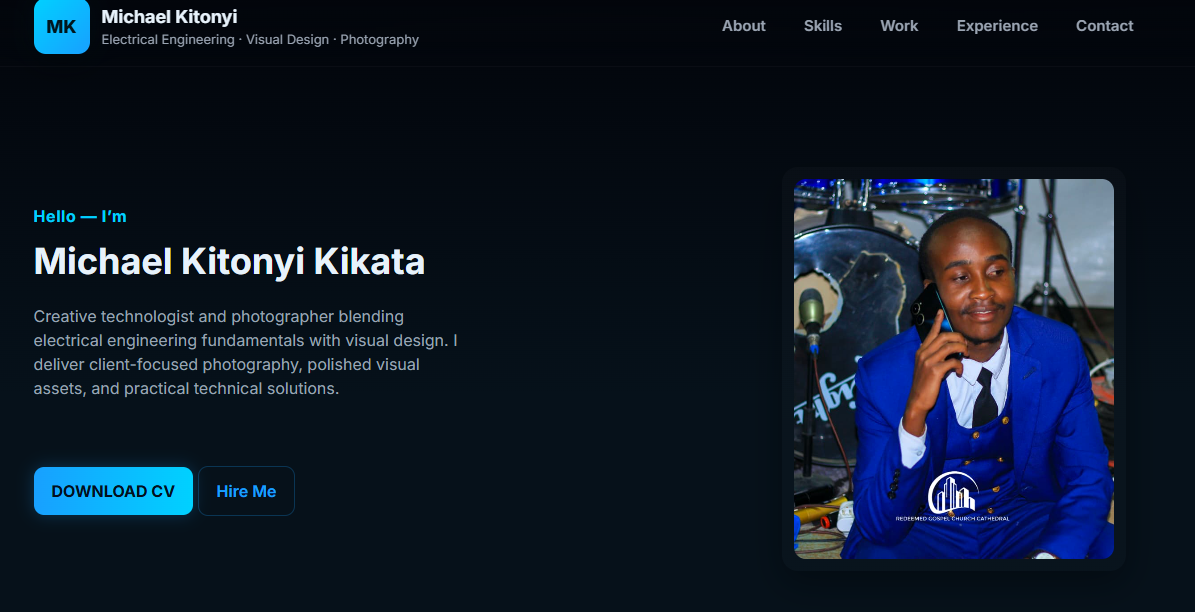 MK
Michael Kitonyi
Electrical Engineering · Visual Design · Photography
About
Skills
Work
Experience
Contact
Hello — I’m
Michael Kitonyi Kikata
Creative technologist and photographer blending
electrical engineering fundamentals with visual design. I
deliver client-focused photography, polished visual
assets, and practical technical solutions.
DOWNLOAD CV
Hire Me
REDEEMED GOSPEL CHURCH CATHEDRAL